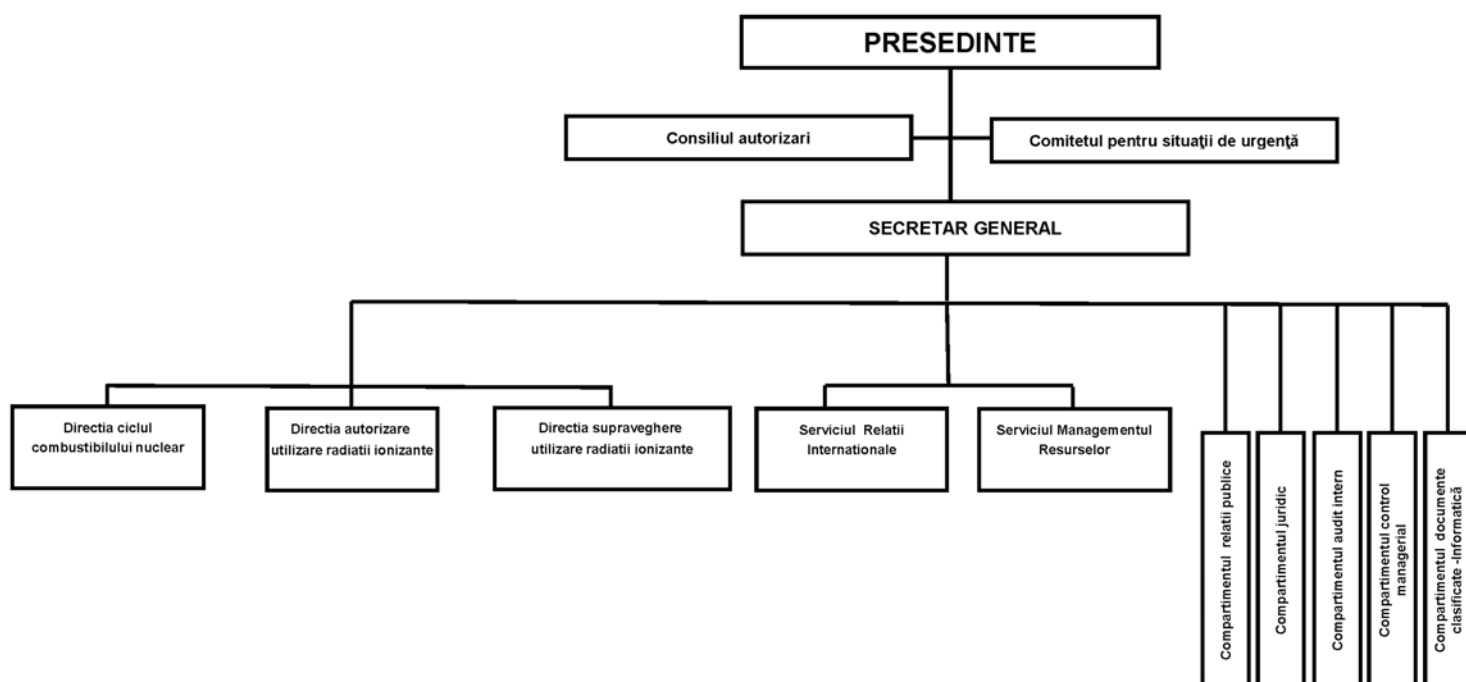 PRESEDINTE
Consiliul autorizari
Comitetul pentru situaţii de urgenţă
SECRETAR GENERAL
Directia ciclul
combustibilului nuclear
Directia autorizare
utilizare radiatii ionizante
Directia supraveghere
utilizare radiatii ionizante
Serviciul Relatii
Internationale
Serviciul Managementul
Resurselor
Compartimentul relatii publice
Compartimentul juridic
Compartimentul audit intern
Compartimentul control
managerial
Compartimentul documente
clasificate -Informatică